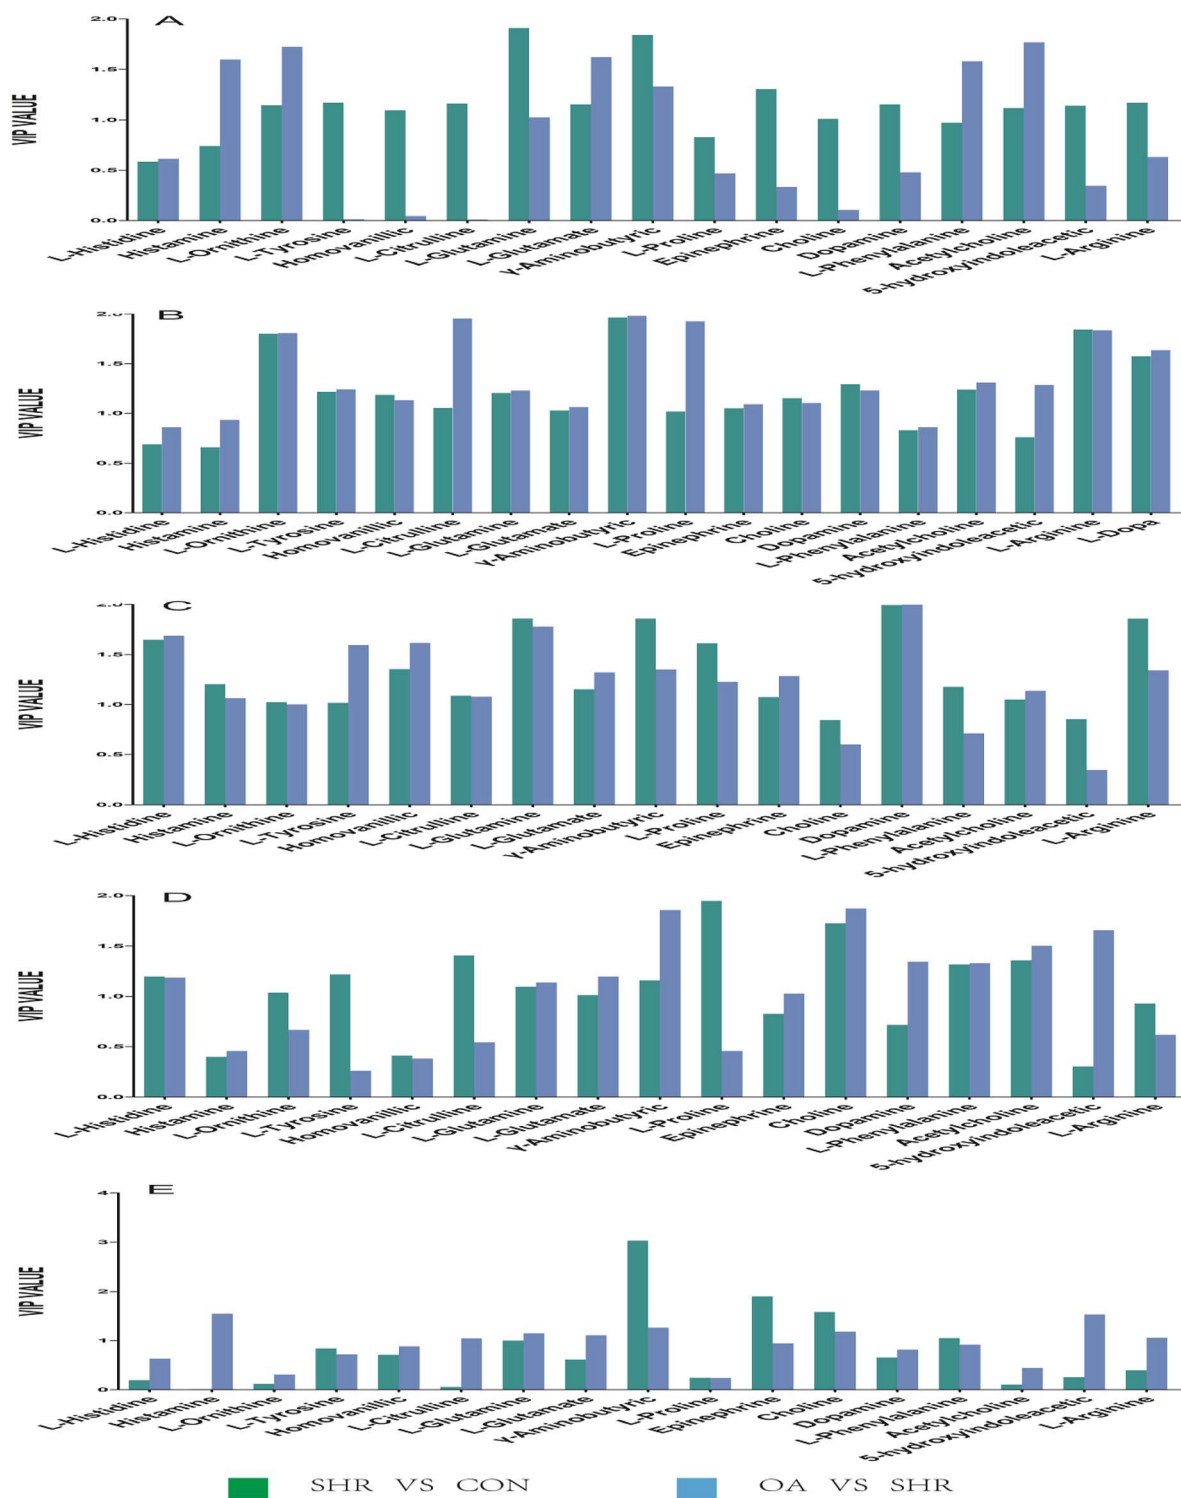 A
2.0
1.5
1.0
0.5
0.0
VIP VALUE
L-Histidine
Histamine
L-Ornithine
L-Tyrosine
Homovanillic
L-Citrulline
L-Glutamine
L-Glutamate
γ-Aminobutyric
L-Proline
Epinephrine
Choline
Dopamine
L-Phenylalanine
Acetylcholine
5-hydroxyindoleacetic
L-Arginine
B
2.0
1.5
1.0
0.5
0.0
VIP VALUE
L-Histidine
Histamine
L-Ornithine
L-Tyrosine
Homovanillic
L-Citrulline
L-Glutamine
L-Glutamate
γ-Aminobutyric
L-Proline
Epinephrine
Choline
Dopamine
L-Phenylalanine
Acetylcholine
5-hydroxyindoleacetic
L-Arginine
L-Dopa
C
2.0
1.5
1.0
0.5
0.0
VIP VALUE
L-Histidine
Histamine
L-Ornithine
L-Tyrosine
Homovanillic
L-Citrulline
L-Glutamine
L-Glutamate
γ-Aminobutyric
L-Proline
Epinephrine
Choline
Dopamine
L-Phenylalanine
Acetylcholine
5-hydroxyindoleacetic
L-Arginine
D
2.0
1.5
1.0
0.5
0.0
VIP VALUE
L-Histidine
Histamine
L-Ornithine
L-Tyrosine
Homovanillic
L-Citrulline
L-Glutamine
L-Glutamate
γ-Aminobutyric
L-Proline
Epinephrine
Choline
Dopamine
L-Phenylalanine
Acetylcholine
5-hydroxyindoleacetic
L-Arginine
E
4
3
2
1
0
VIP VALUE
L-Histidine
Histamine
L-Ornithine
L-Tyrosine
Homovanillic
L-Citrulline
L-Glutamine
L-Glutamate
γ-Aminobutyric
L-Proline
Epinephrine
Choline
Dopamine
L-Phenylalanine
Acetylcholine
5-hydroxyindoleacetic
L-Arginine
SHR VS CON
OA VS SHR